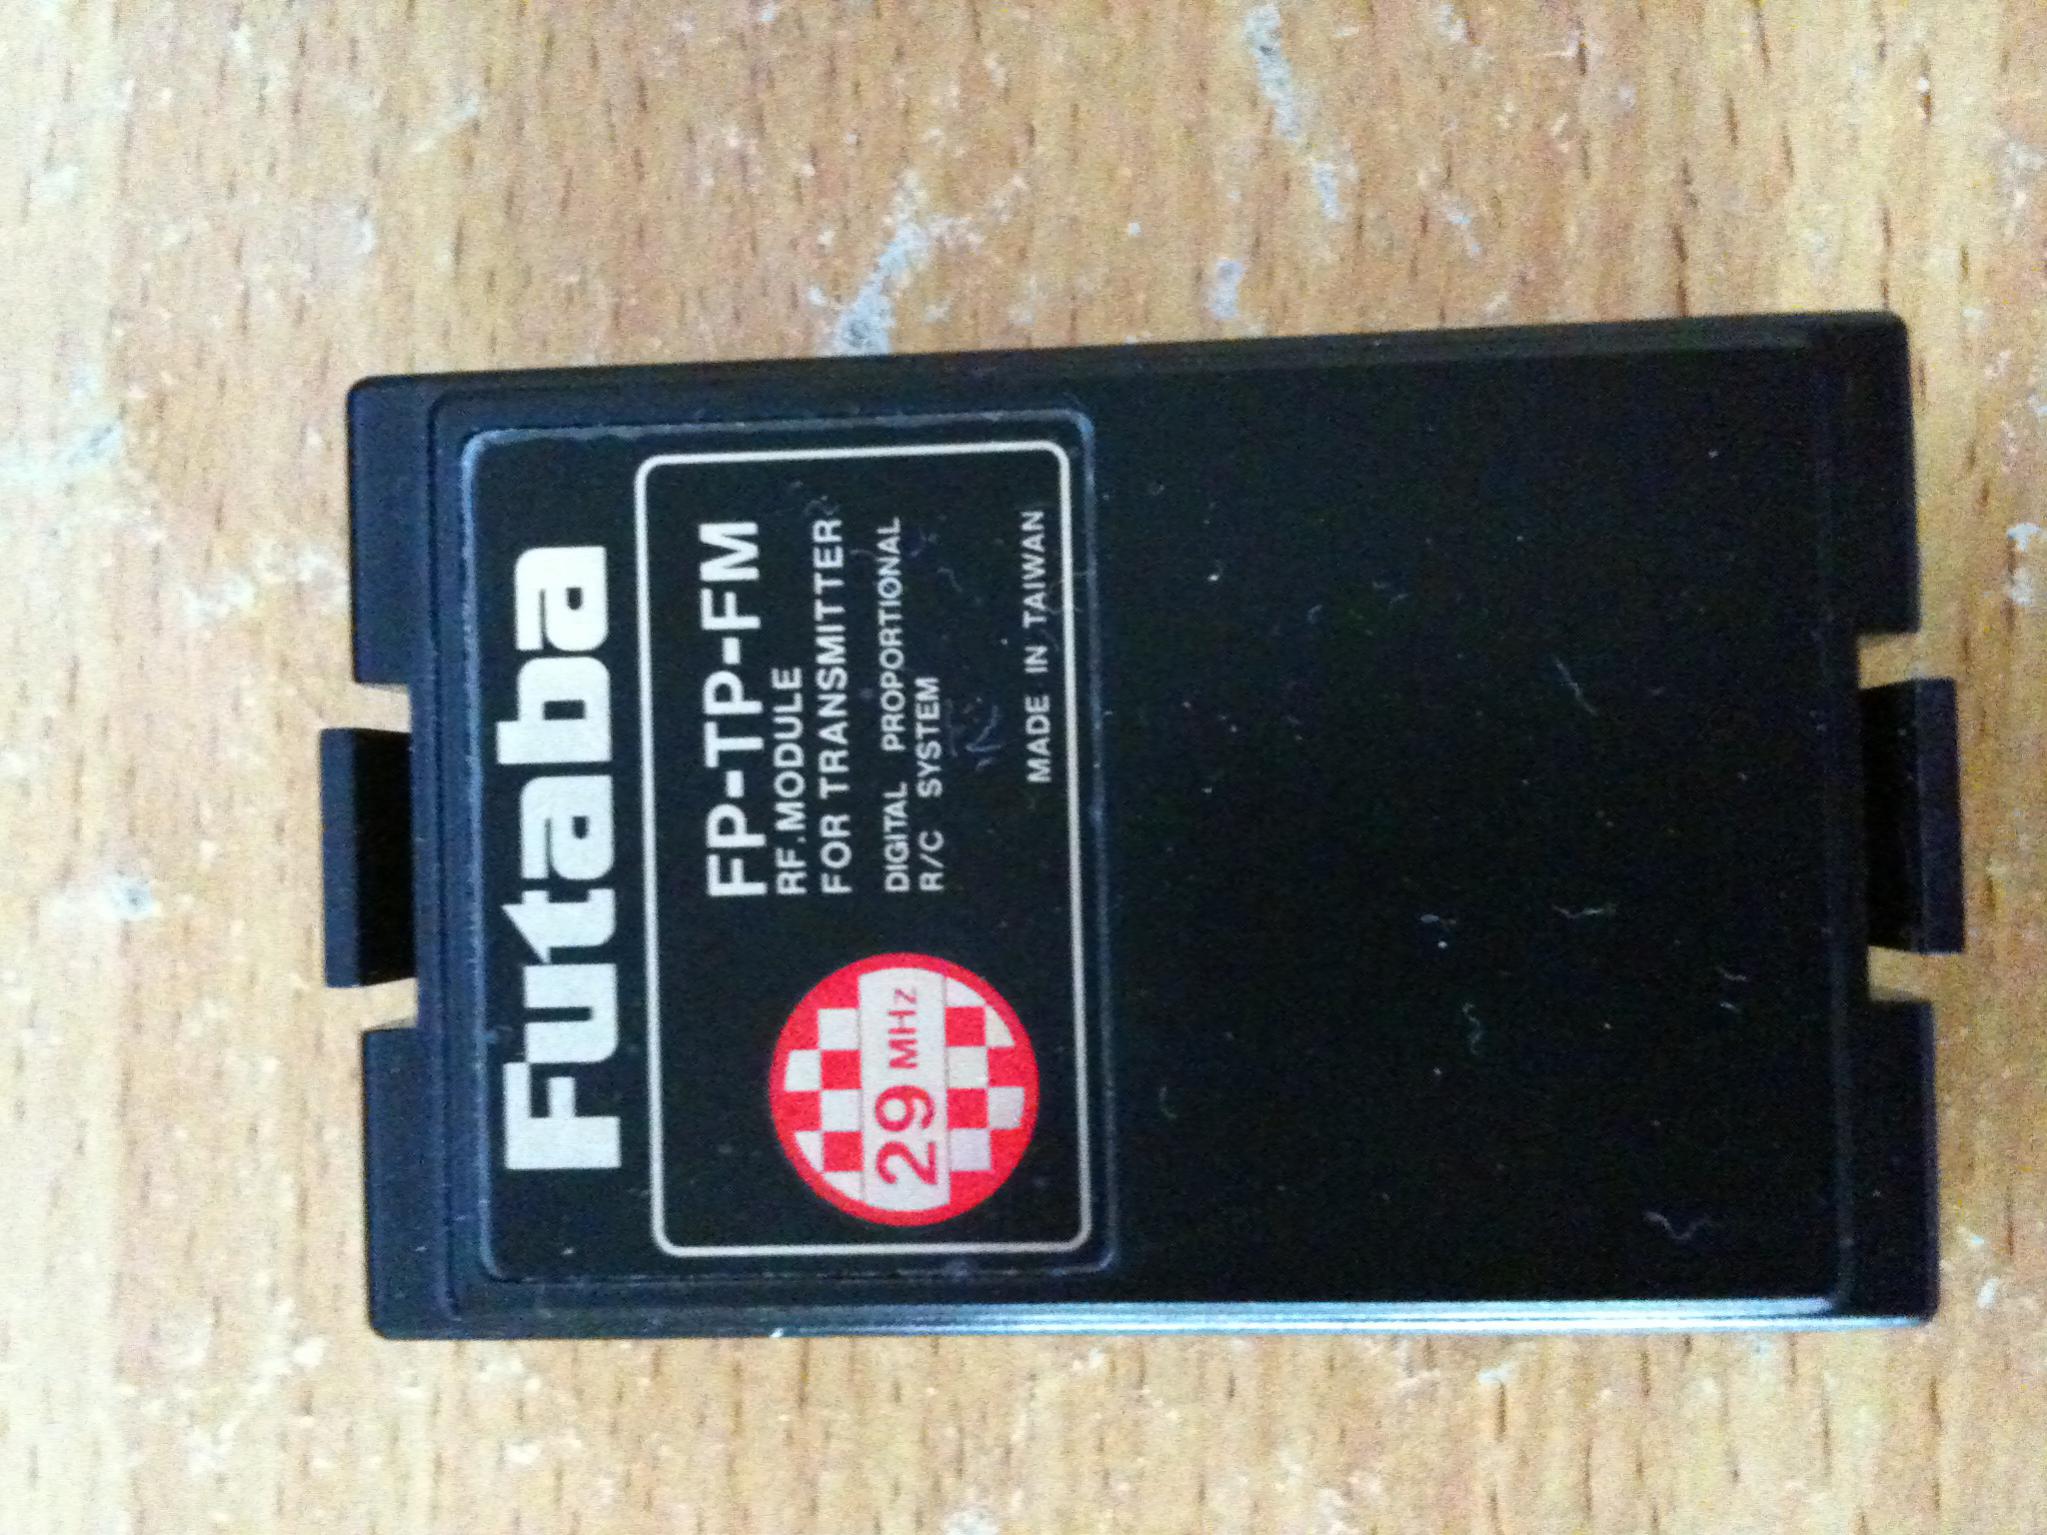 Futaba
FP-TP-FM
RF.MODULE
FOR TRANSMITTER
DIGITAL PROPORTIONAL
R/C SYSTEM
29 MHz
MADE IN TAIWAN